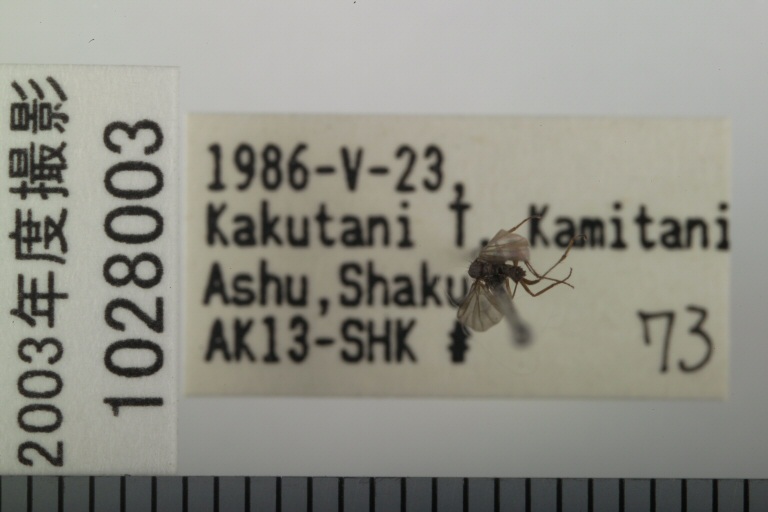 2003年度撮影
1028003
1986-V-23,
Kakutani T. Kamitani
Ashu, Shaku
AK13-SHK #
73